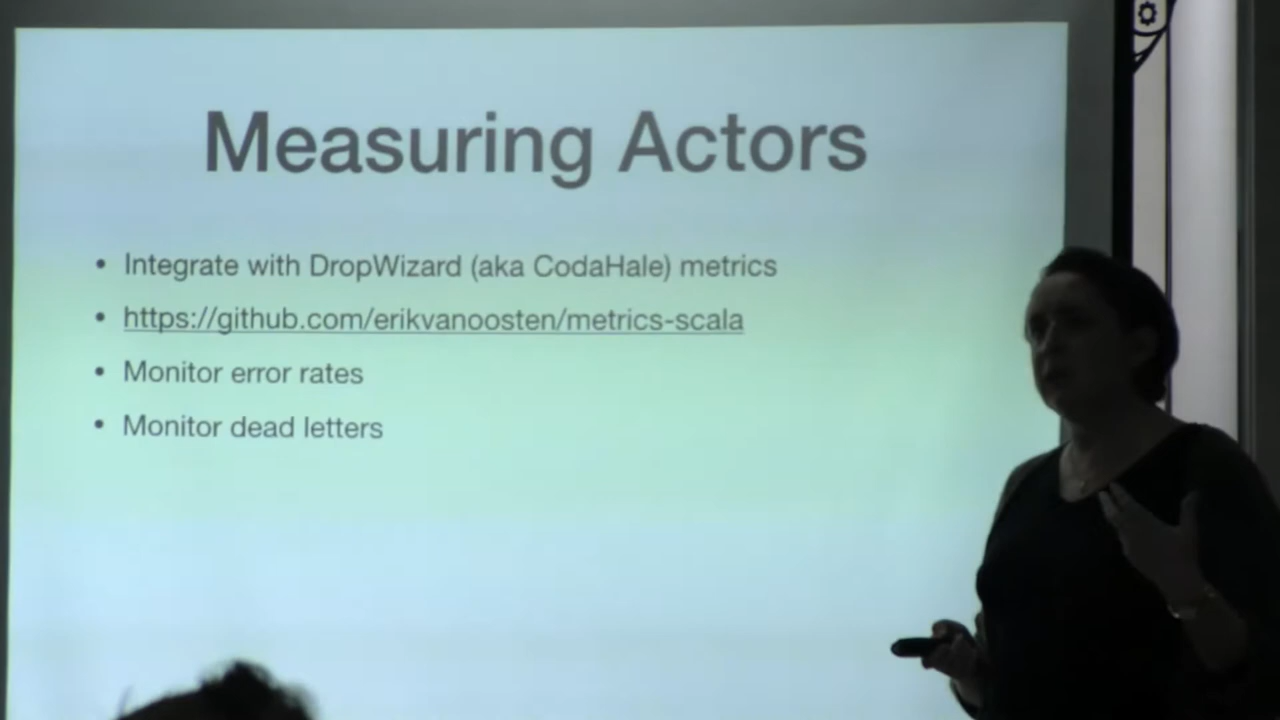 Measuring Actors
• Integrate with DropWizard (aka CodaHale) metrics
• https://github.com/erikvanoosten/metrics-scala
• Monitor error rates
• Monitor dead letters